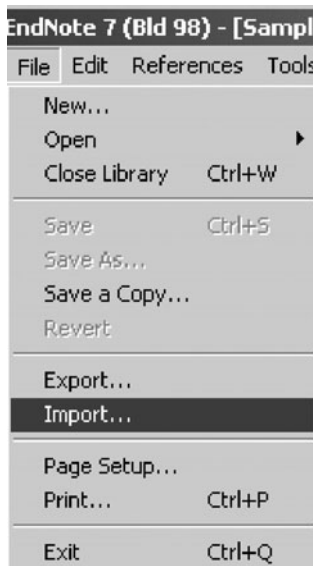 EndNote 7 (Bld 98) - [Sampl
File Edit References Tools
New...
Open
Close Library Ctrl+W
Save Ctrl+S
Save As...
Save a Copy...
Revert
Export...
Import...
Page Setup...
Print... Ctrl+P
Exit Ctrl+Q